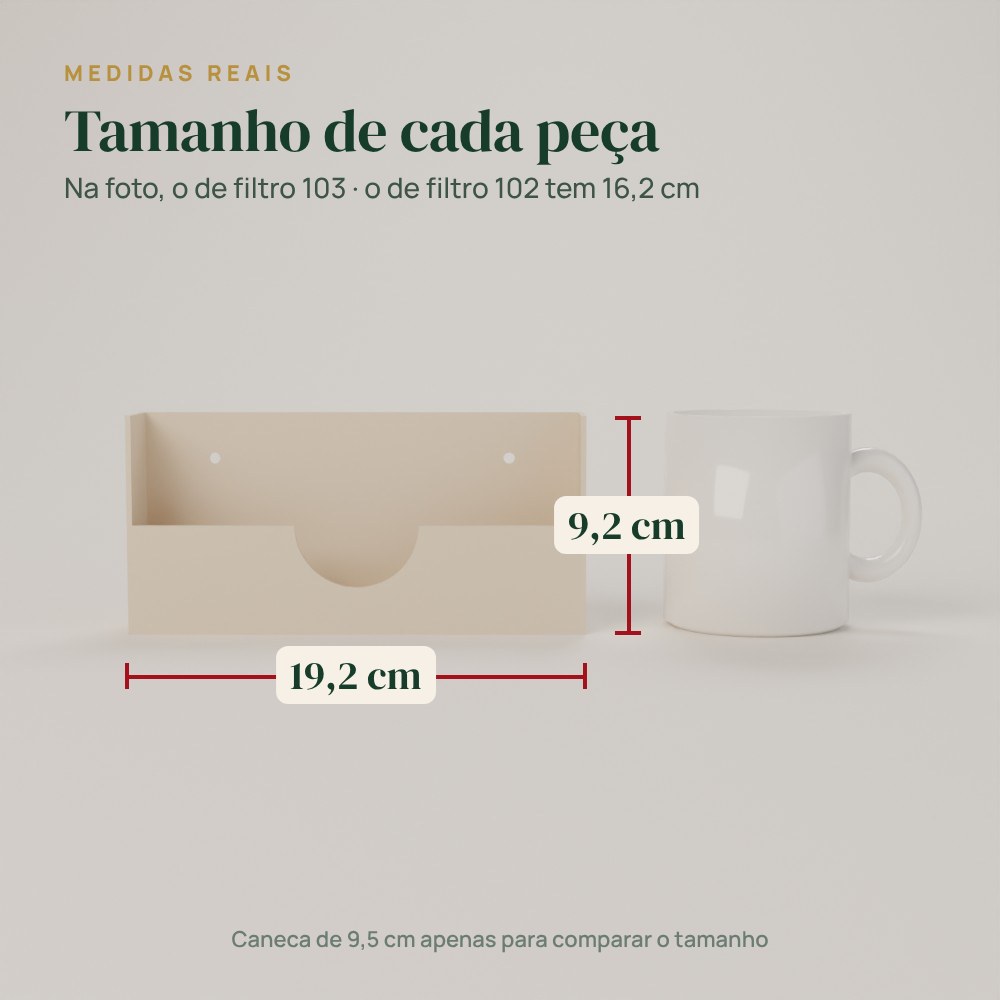 MEDIDAS REAIS
Tamanho de cada peça
Na foto, o de filtro 103 · o de filtro 102 tem 16,2 cm
9,2 cm
19,2 cm
Caneca de 9,5 cm apenas para comparar o tamanho